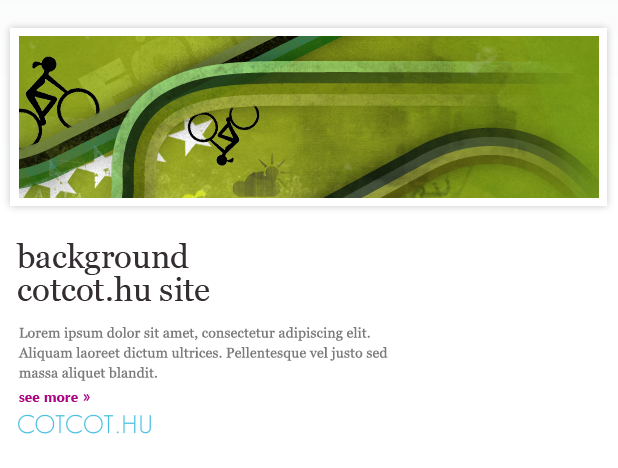 background
cotcot.hu site
Lorem ipsum dolor sit amet, consectetur adipiscing elit.
Aliquam laoreet dictum ultrices. Pellentesque vel justo sed
massa aliquet blandit.
see more »
COTCOT.HU